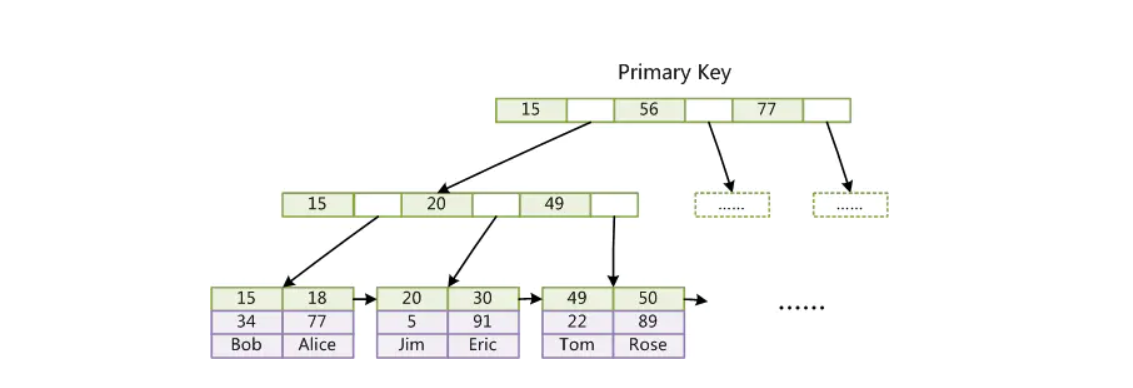 Primary Key
15 56 77
15 20 49 ...... ......
15 18 20 30 49 50
......
34 77 5 91 22 89
Bob Alice Jim Eric Tom Rose